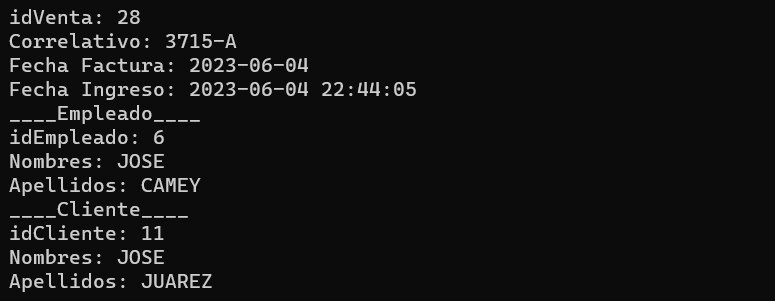 idVenta: 28
Correlativo: 3715-A
Fecha Factura: 2023-06-04
Fecha Ingreso: 2023-06-04 22:44:05
____Empleado____
idEmpleado: 6
Nombres: JOSE
Apellidos: CAMEY
____Cliente____
idCliente: 11
Nombres: JOSE
Apellidos: JUAREZ